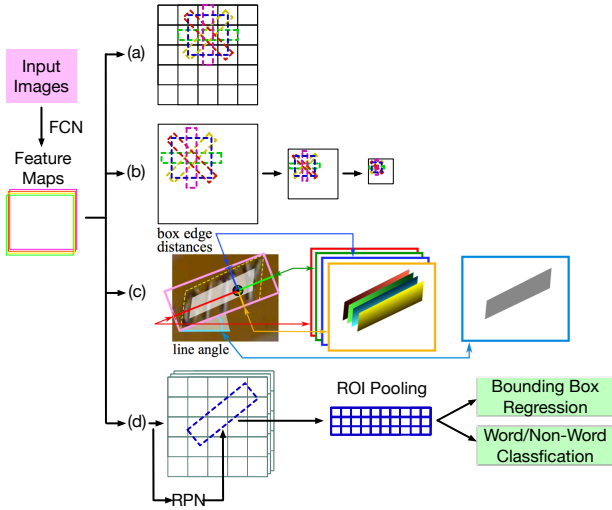 Input
Images
FCN
Feature
Maps
(a)
(b)
box edge
distances
(c)
line angle
(d)
RPN
ROI Pooling
Bounding Box
Regression
Word/Non-Word
Classfication